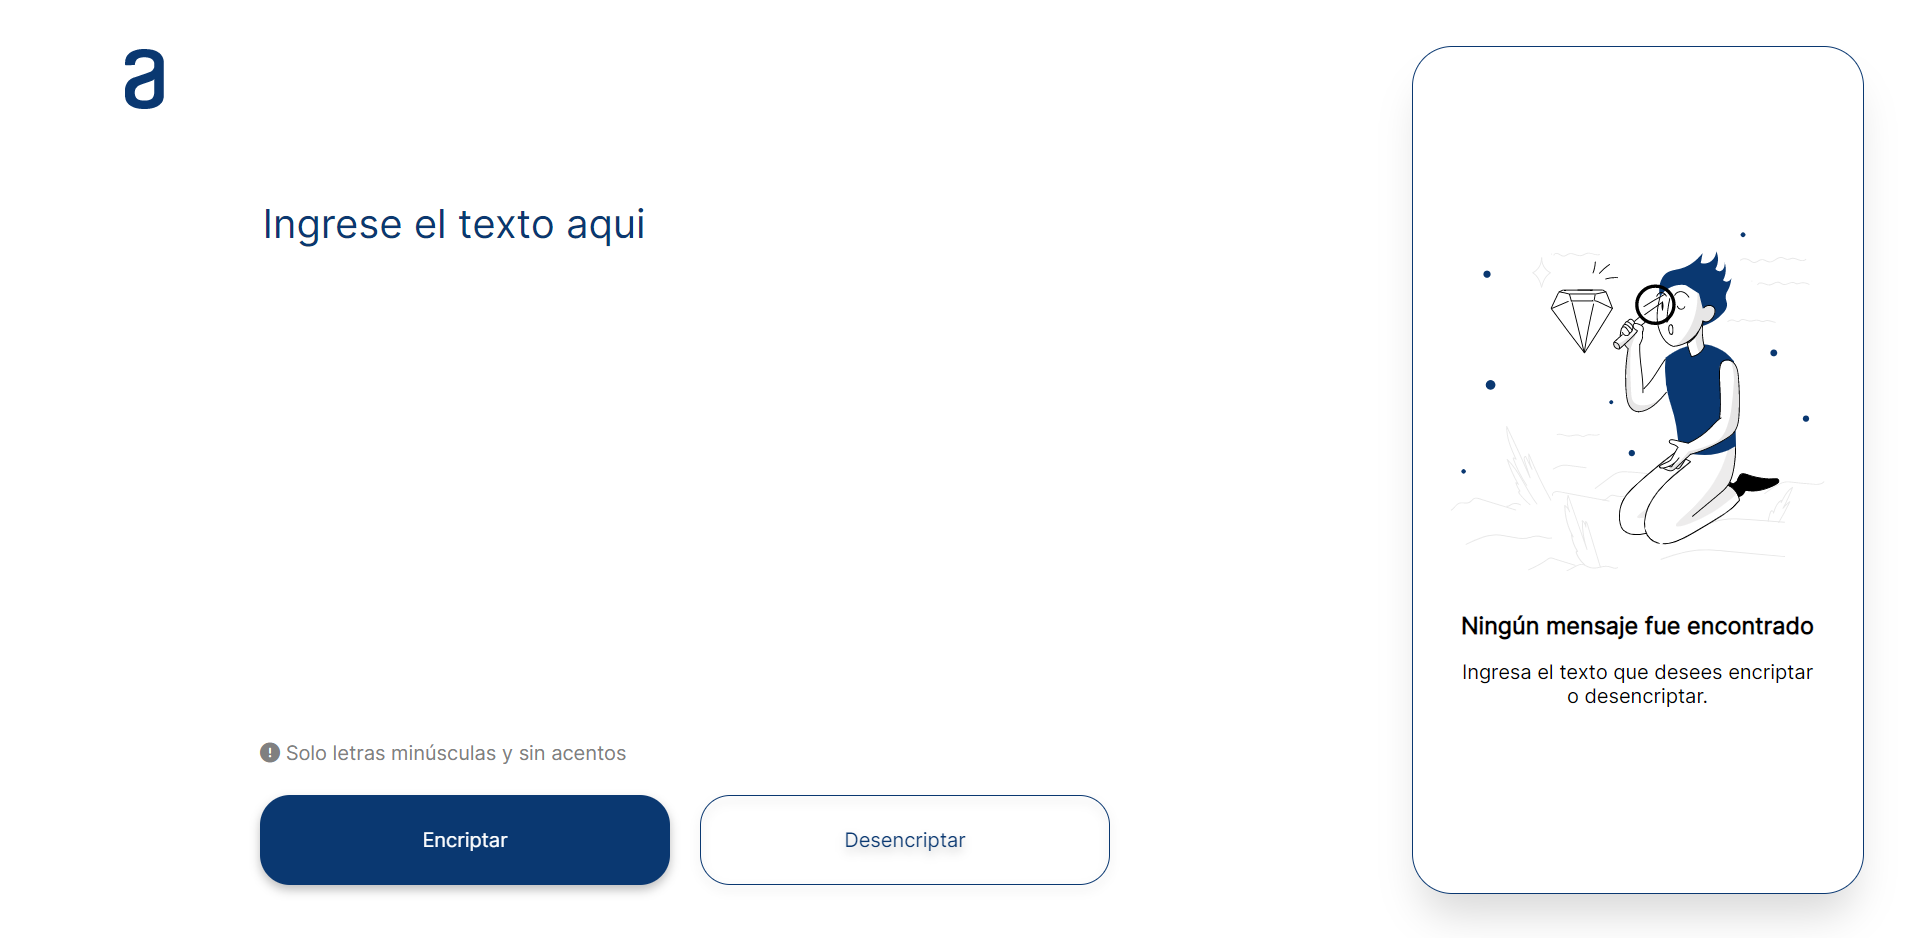 a
Ingrese el texto aqui
Solo letras minúsculas y sin acentos
Encriptar
Desencriptar
Ningún mensaje fue encontrado
Ingresa el texto que desees encriptar
o desencriptar.